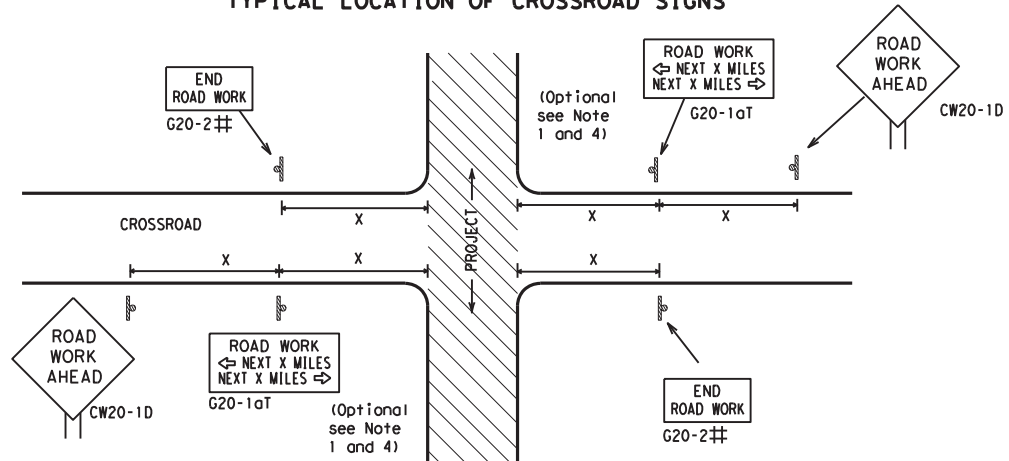 TYPICAL LOCATION OF CROSSROAD SIGNS
END
ROAD WORK
G20-2#
ROAD WORK
⇦ NEXT X MILES
NEXT X MILES ⇨
G20-1aT
(Optional
see Note
1 and 4)
ROAD
WORK
AHEAD
CW20-1D
X
X
X
CROSSROAD
PROJECT
X
X
X
ROAD
WORK
AHEAD
CW20-1D
ROAD WORK
⇦ NEXT X MILES
NEXT X MILES ⇨
G20-1aT
(Optional
see Note
1 and 4)
END
ROAD WORK
G20-2#